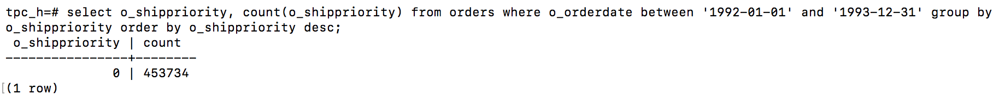 tpc_h=# select o_shippriority, count(o_shippriority) from orders where o_orderdate between '1992-01-01' and '1993-12-31' group by
o_shippriority order by o_shippriority desc;
 o_shippriority | count
----------------+--------
              0 | 453734
[(1 row)